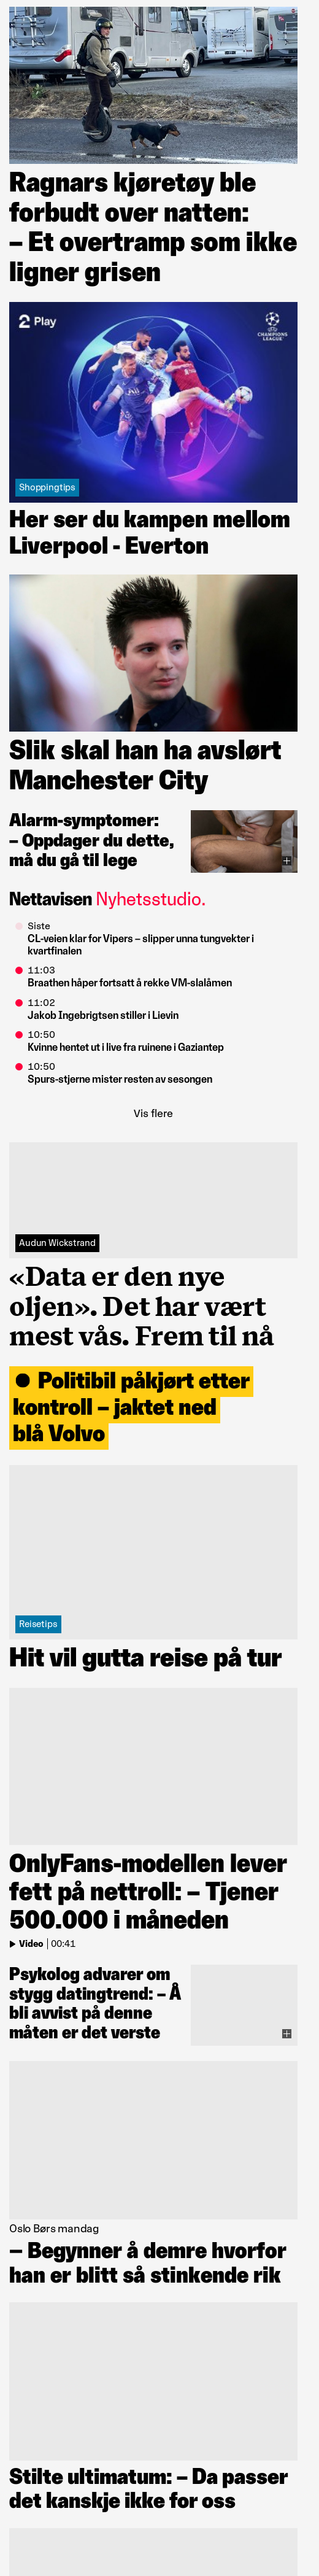 Ragnars kjøretøy ble
forbudt over natten:
– Et overtramp som ikke
ligner grisen
2 Play
CHAMPIONS
LEAGUE
Shoppingtips
Her ser du kampen mellom
Liverpool - Everton
Slik skal han ha avslørt
Manchester City
Alarm-symptomer:
– Oppdager du dette,
må du gå til lege
Nettavisen Nyhetsstudio.
Siste
CL-veien klar for Vipers – slipper unna tungvekter i
kvartfinalen
11:03
Braathen håper fortsatt å rekke VM-slalåmen
11:02
Jakob Ingebrigtsen stiller i Lievin
10:50
Kvinne hentet ut i live fra ruinene i Gaziantep
10:50
Spurs-stjerne mister resten av sesongen
Vis flere
Audun Wickstrand
«Data er den nye
oljen». Det har vært
mest vås. Frem til nå
Politibil påkjørt etter
kontroll – jaktet ned
blå Volvo
Reisetips
Hit vil gutta reise på tur
OnlyFans-modellen lever
fett på nettroll: – Tjener
500.000 i måneden
Video | 00:41
Psykolog advarer om
stygg datingtrend: – Å
bli avvist på denne
måten er det verste
Oslo Børs mandag
– Begynner å demre hvorfor
han er blitt så stinkende rik
Stilte ultimatum: – Da passer
det kanskje ikke for oss